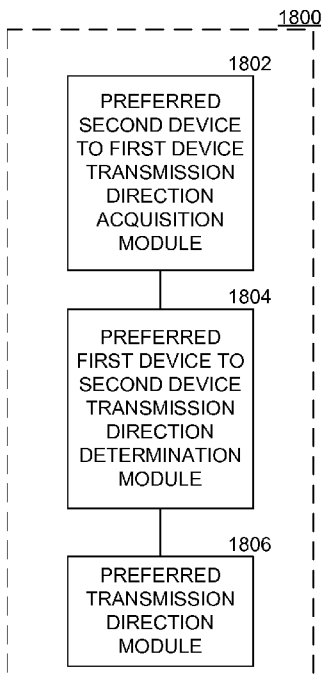 1800
1802
PREFERRED
SECOND DEVICE
TO FIRST DEVICE
TRANSMISSION
DIRECTION
ACQUISITION
MODULE
1804
PREFERRED
FIRST DEVICE TO
SECOND DEVICE
TRANSMISSION
DIRECTION
DETERMINATION
MODULE
1806
PREFERRED
TRANSMISSION
DIRECTION
MODULE